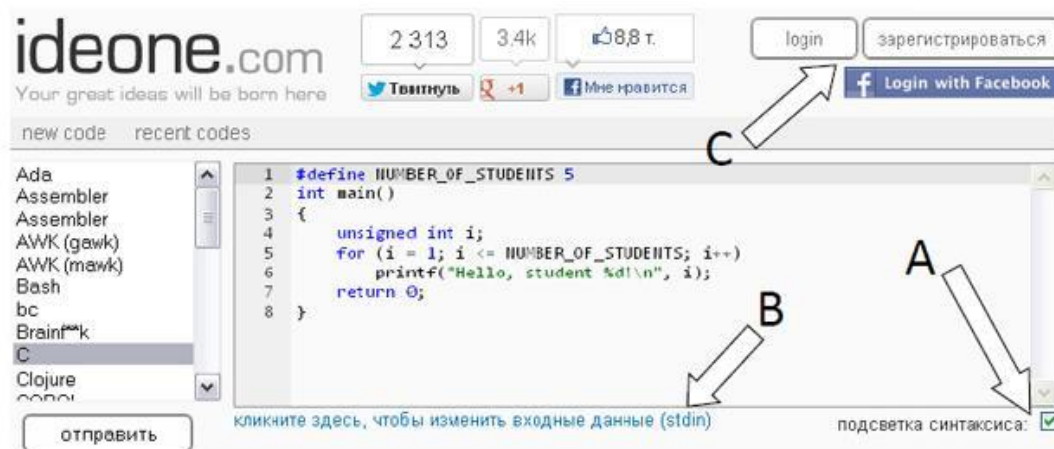 ideone.com
Your great ideas will be born here
2 313
3.4k
8,8 т.
Твитнуть
+1
Мне нравится
login
зарегистрироваться
Login with Facebook
new code recent codes
C
Ada
Assembler
Assembler
AWK (gawk)
AWK (mawk)
Bash
bc
Brainf**k
C
Clojure
1 #define NUMBER_OF_STUDENTS 5
2 int main()
3 {
4 unsigned int i;
5 for (i = 1; i <= NUMBER_OF_STUDENTS; i++)
6 printf("Hello, student %d!\n", i);
7 return 0;
8 }
A
B
кликните здесь, чтобы изменить входные данные (stdin)
подсветка синтаксиса:
отправить